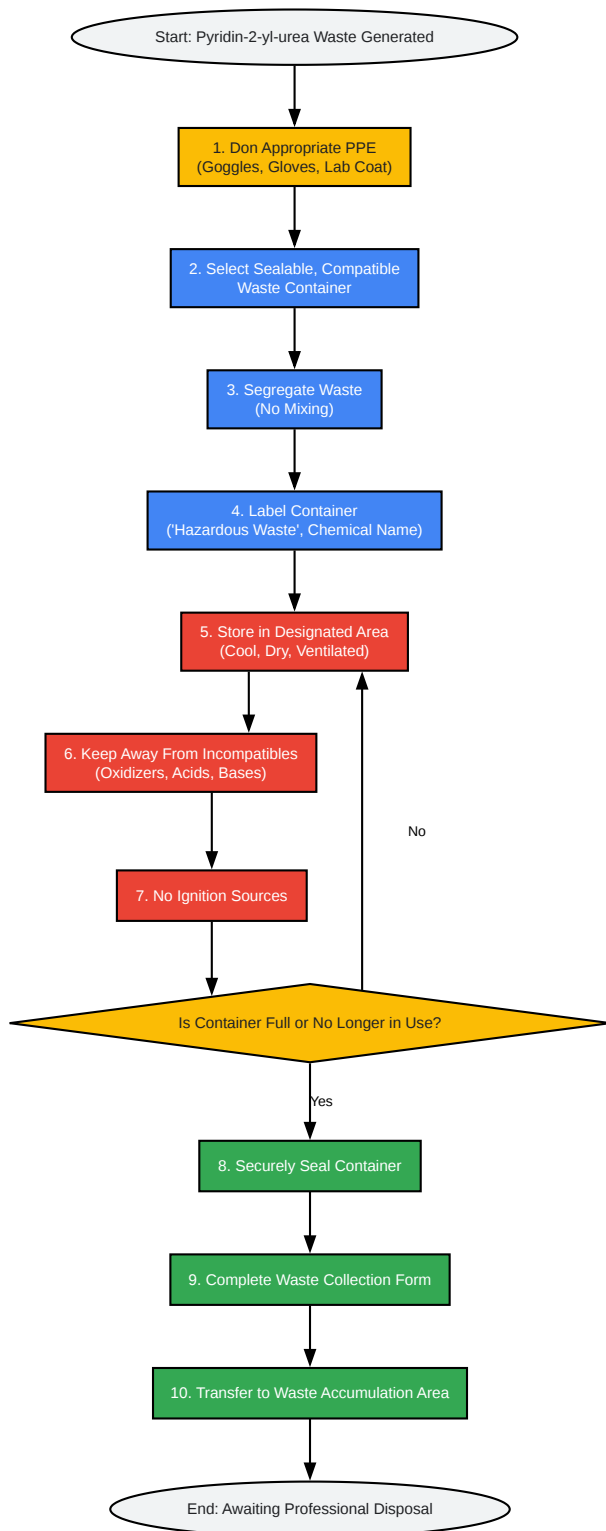 Start: Pyridin-2-yl-urea Waste Generated
1. Don Appropriate PPE
(Goggles, Gloves, Lab Coat)
2. Select Sealable, Compatible
Waste Container
3. Segregate Waste
(No Mixing)
4. Label Container
('Hazardous Waste', Chemical Name)
5. Store in Designated Area
(Cool, Dry, Ventilated)
6. Keep Away From Incompatibles
(Oxidizers, Acids, Bases)
No
7. No Ignition Sources
Is Container Full or No Longer in Use?
Yes
8. Securely Seal Container
9. Complete Waste Collection Form
10. Transfer to Waste Accumulation Area
End: Awaiting Professional Disposal